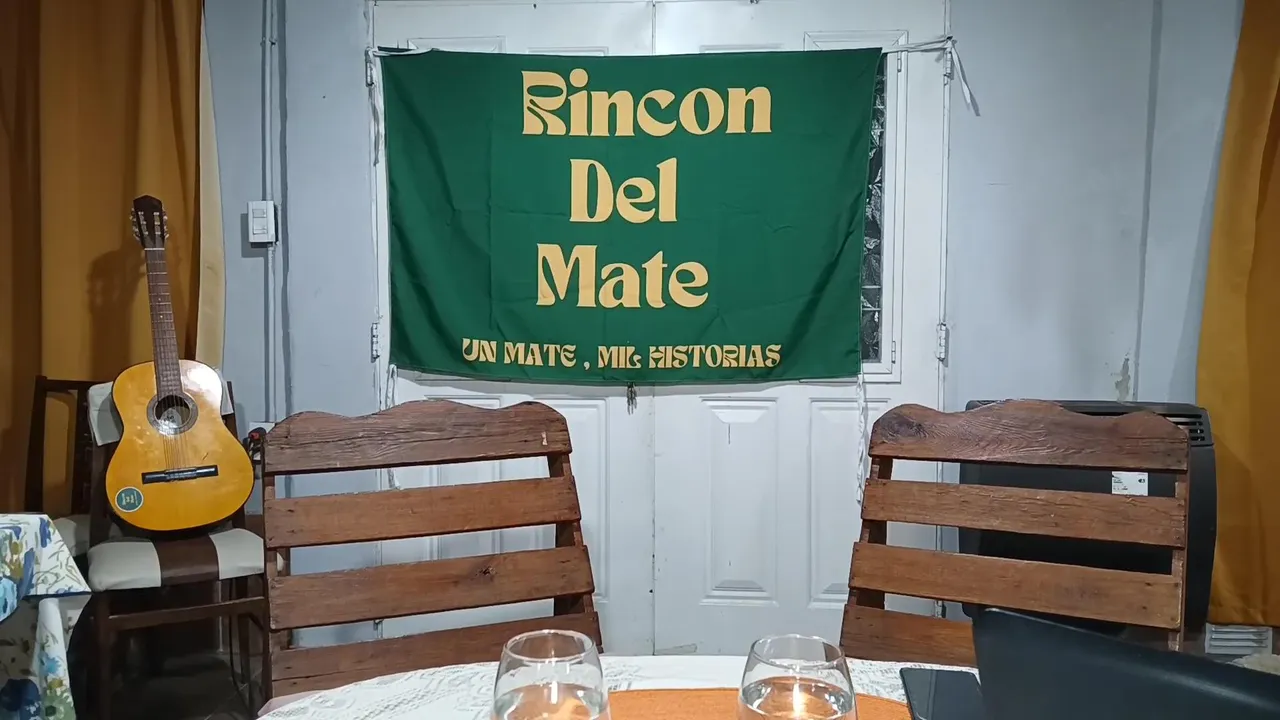 Rincon
Del
Mate
UN MATE , MIL HISTORIAS